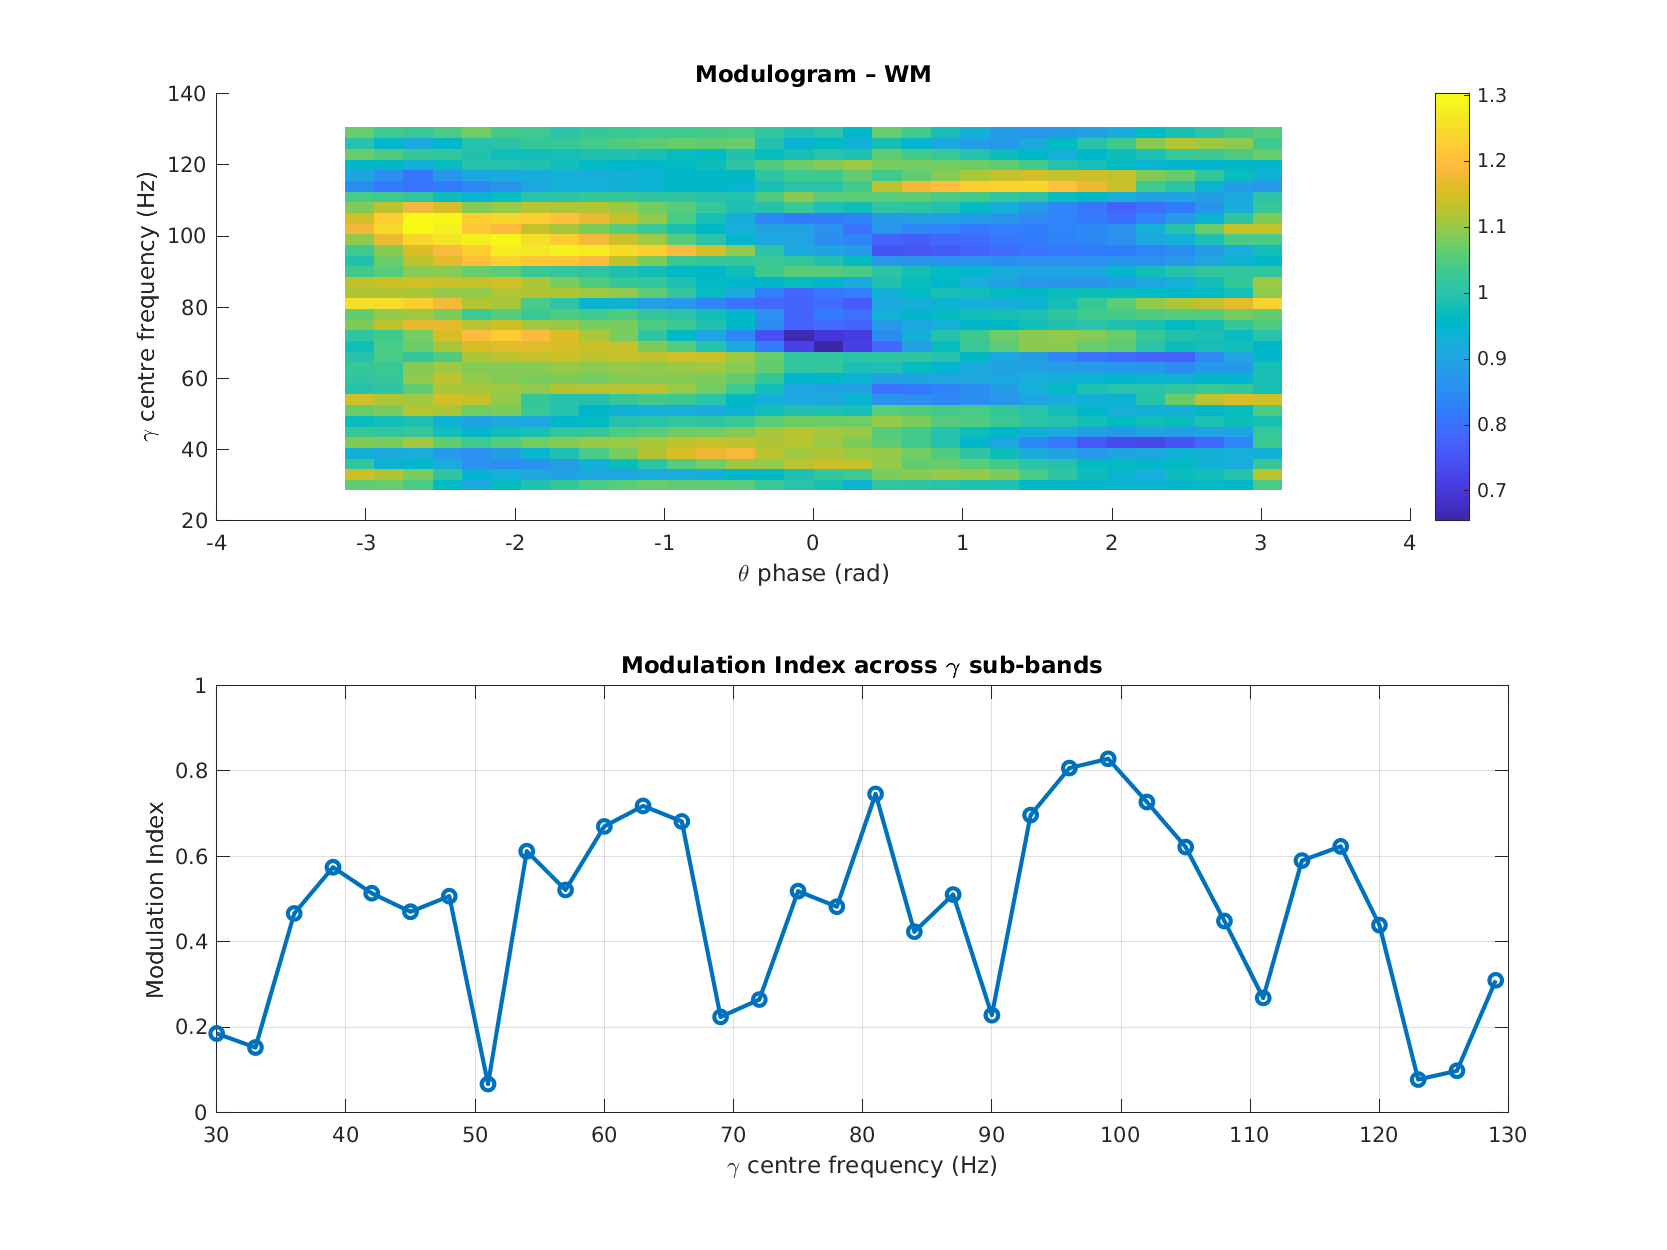 Modulogram – WM
γ centre frequency (Hz)
140
120
100
80
60
40
20
-4 -3 -2 -1 0 1 2 3 4
θ phase (rad)
1.3
1.2
1.1
1
0.9
0.8
0.7
Modulation Index across γ sub-bands
Modulation Index
1
0.8
0.6
0.4
0.2
0
30 40 50 60 70 80 90 100 110 120 130
γ centre frequency (Hz)